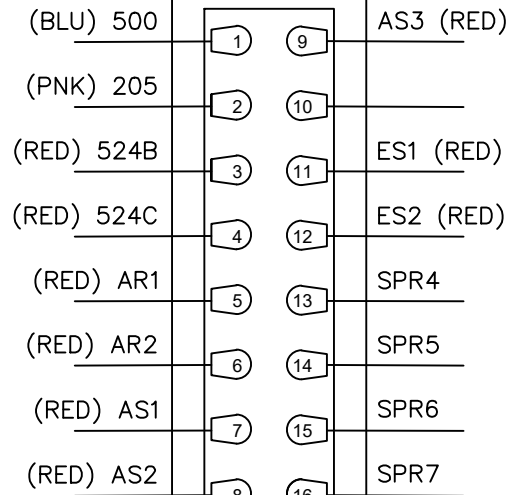 (BLU) 500 1 9 AS3 (RED)
(PNK) 205 2 10
(RED) 524B 3 11 ES1 (RED)
(RED) 524C 4 12 ES2 (RED)
(RED) AR1 5 13 SPR4
(RED) AR2 6 14 SPR5
(RED) AS1 7 15 SPR6
(RED) AS2 8 16 SPR7